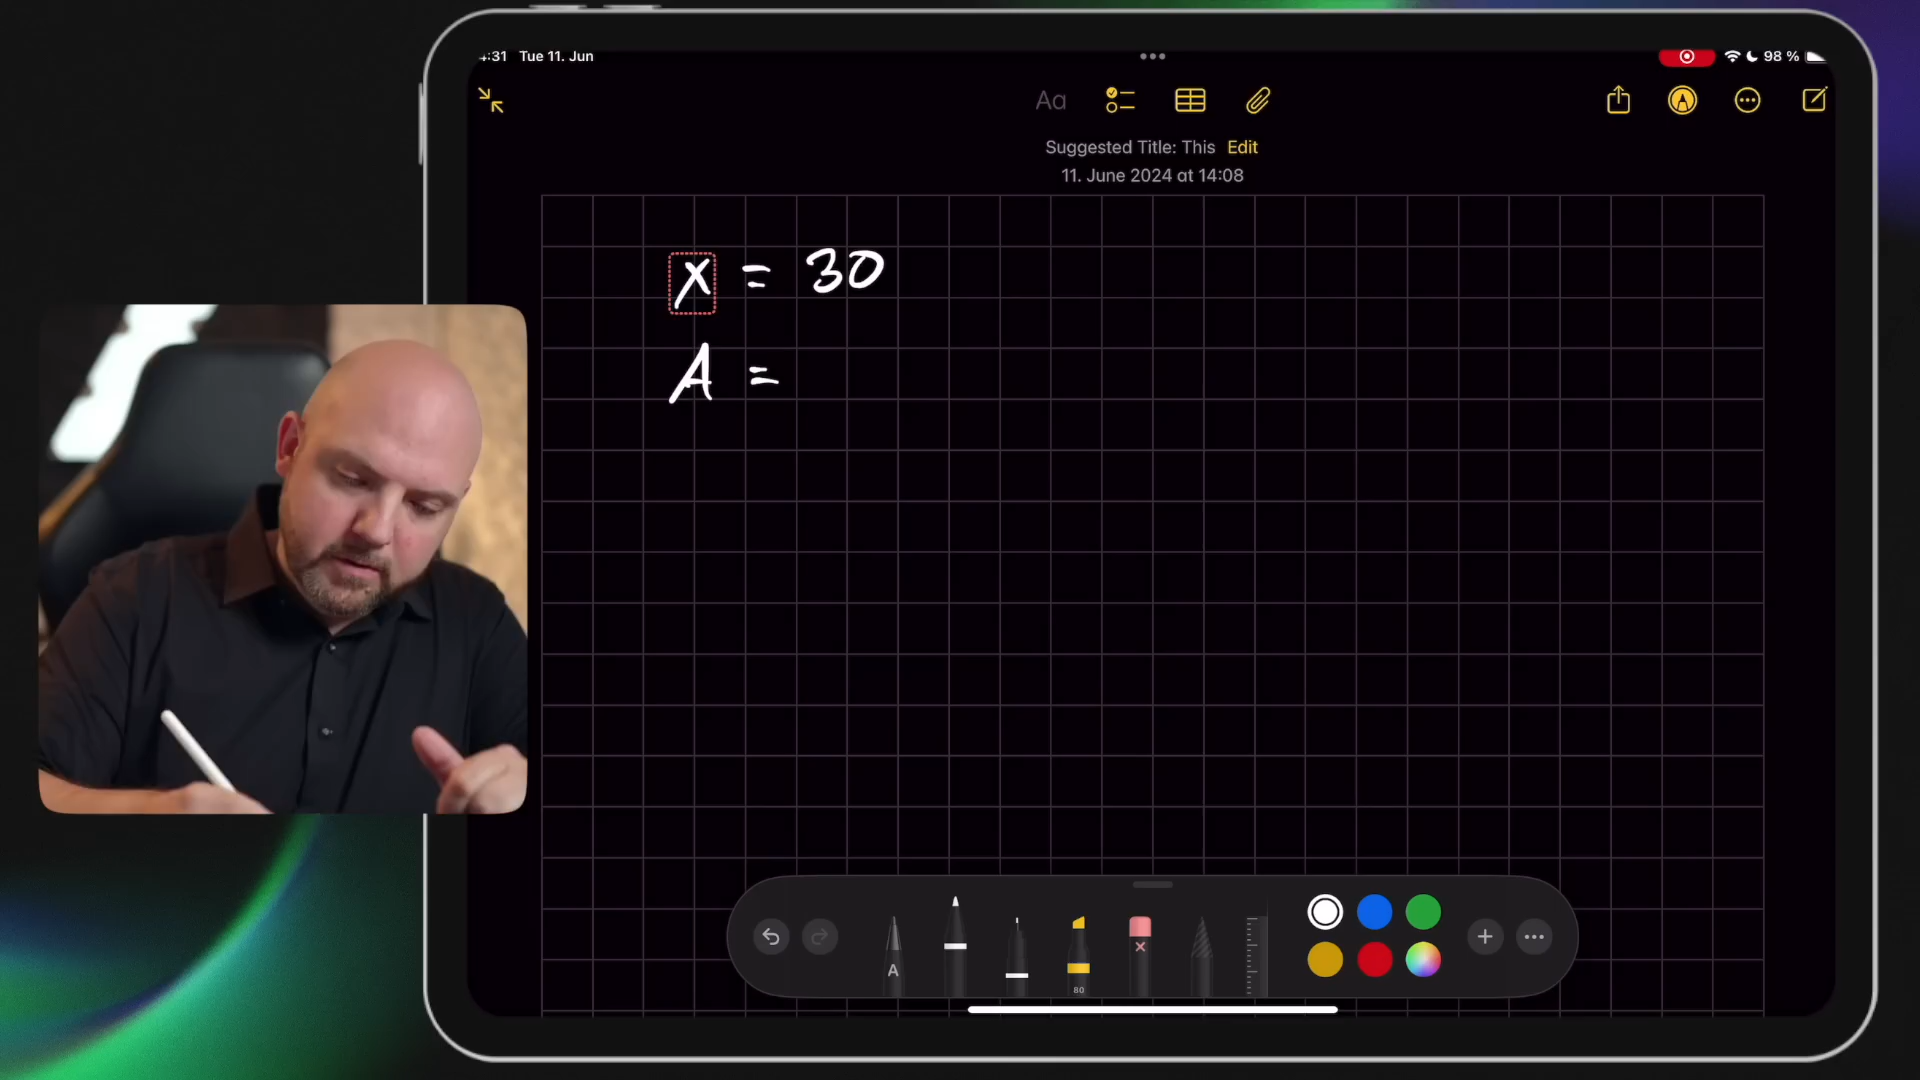 4:31 Tue 11. Jun
98 %
Aa
Suggested Title: This Edit
11. June 2024 at 14:08
x = 30
A =
A
80